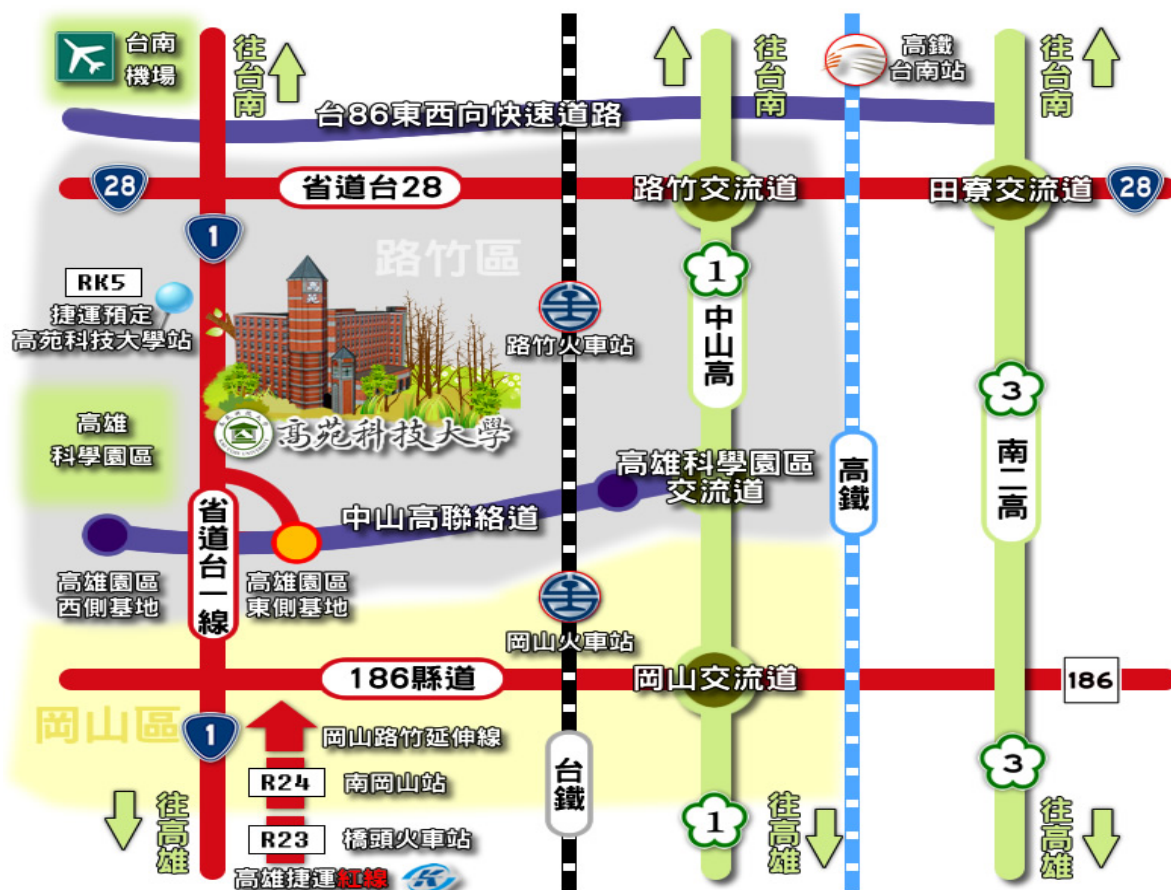 台南
機場
往台南
往台南
高鐵
台南站
往台南
台86東西向快速道路
28
省道台28
路竹交流道
田寮交流道
28
1
路竹區
1
RK5
捷運預定
高苑科技大學站
高苑
路竹火車站
中山高
3
高雄
科學園區
高苑科技大學
高雄科學園區
交流道
高鐵
南二高
省道台一線
中山高聯絡道
高雄園區
西側基地
高雄園區
東側基地
岡山火車站
186縣道
岡山交流道
186
岡山區
1
岡山路竹延伸線
台鐵
3
R24
南岡山站
往高雄
1
往高雄
往高雄
R23
橋頭火車站
高雄捷運紅線